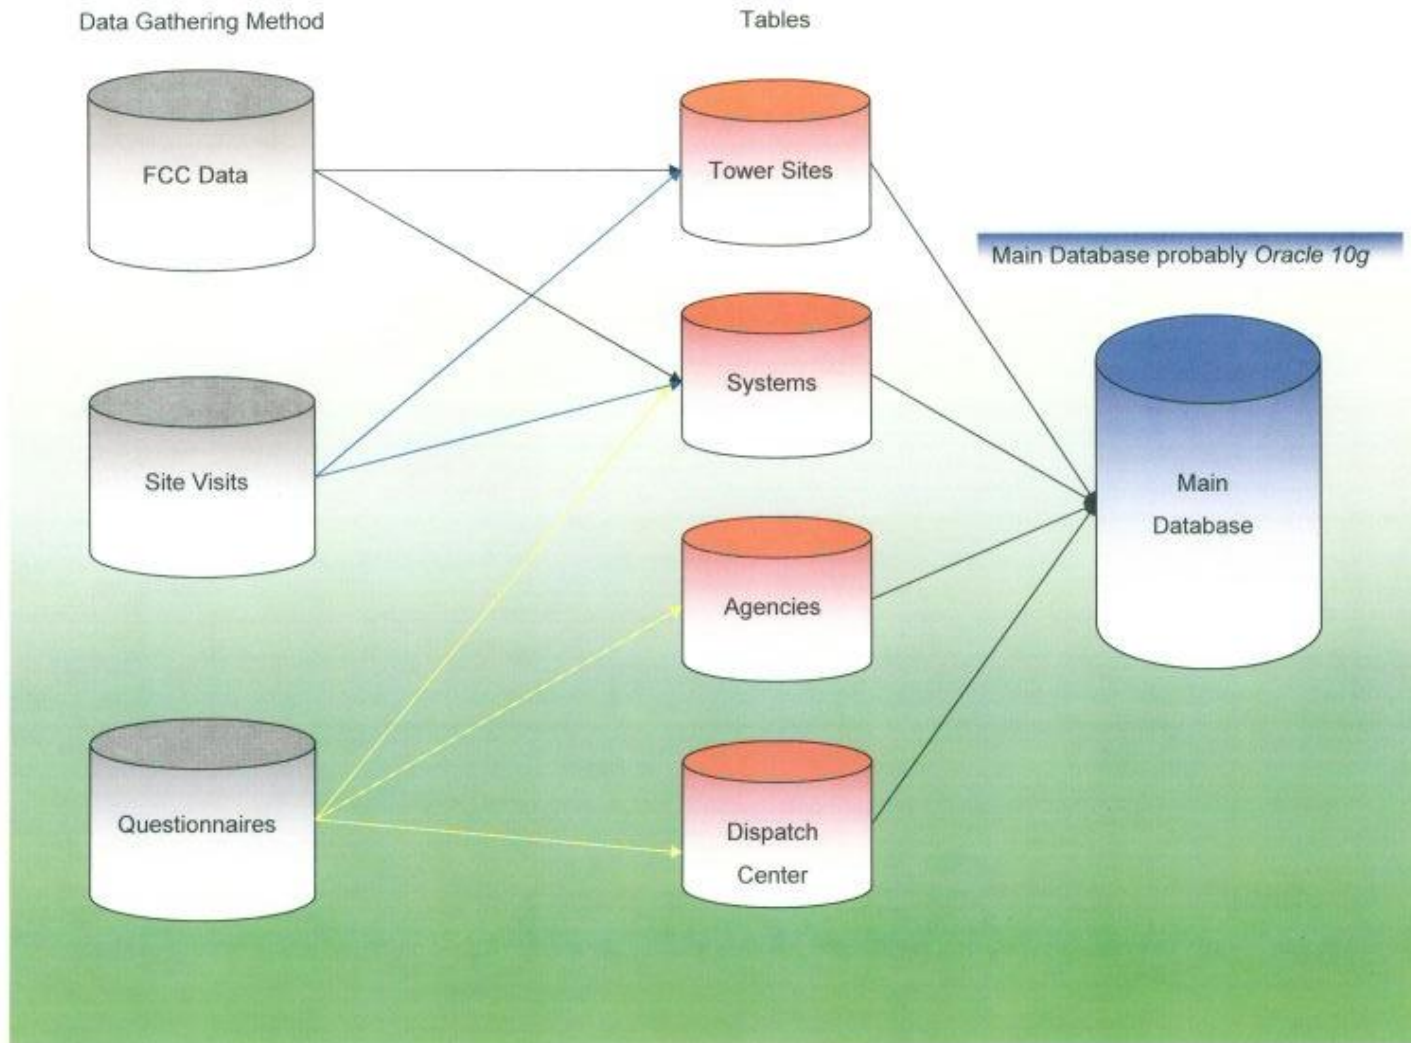 Data Gathering Method
Tables
FCC Data
Tower Sites
Main Database probably Oracle 10g
Systems
Site Visits
Main
Database
Agencies
Questionnaires
Dispatch
Center